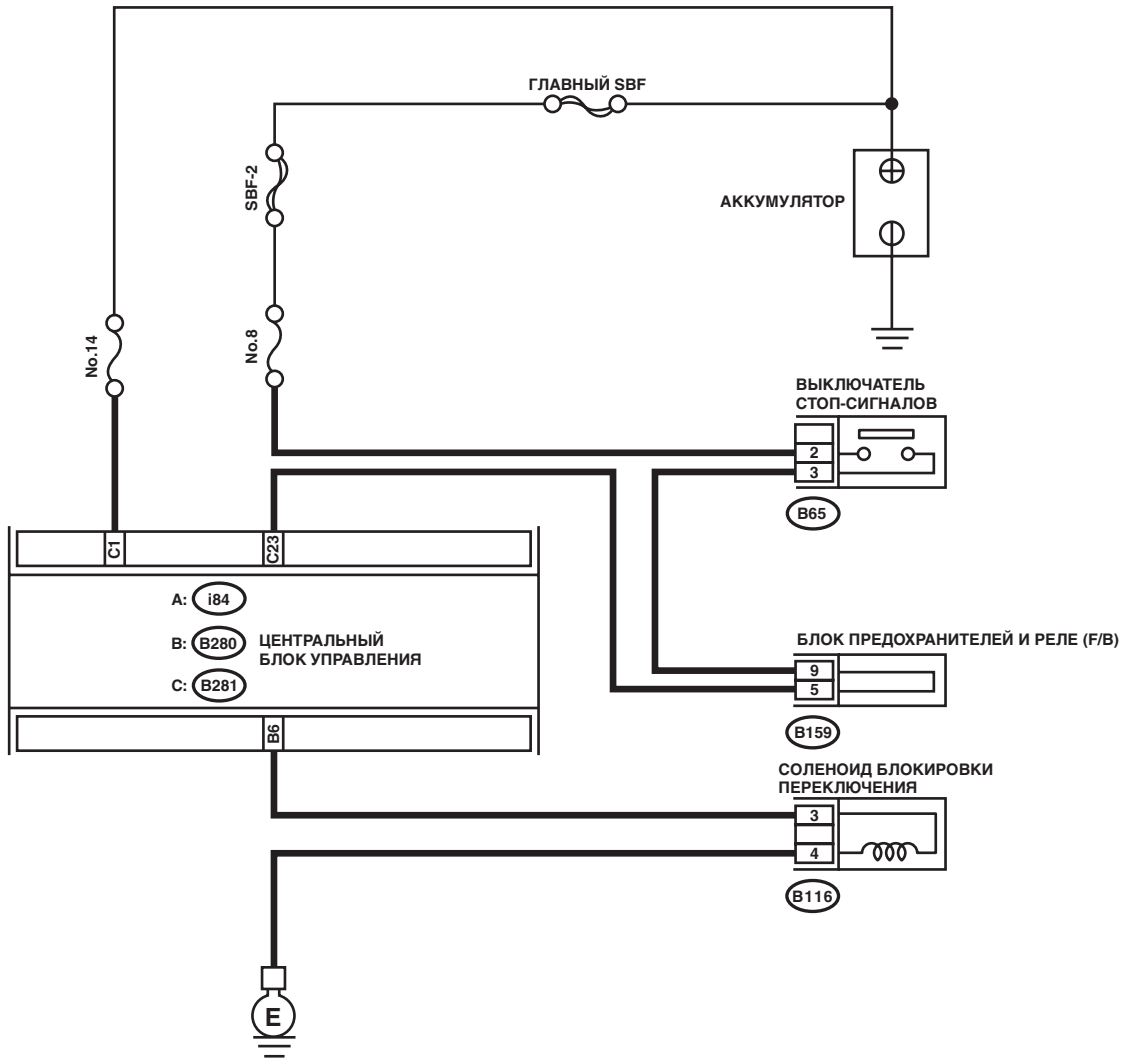 ГЛАВНЫЙ SBF
SBF-2
АККУМУЛЯТОР
No.14
No.8
ВЫКЛЮЧАТЕЛЬ
СТОП-СИГНАЛОВ
2
3
B65
C1
C23
A: i84
B: B280
C: B281
ЦЕНТРАЛЬНЫЙ
БЛОК УПРАВЛЕНИЯ
БЛОК ПРЕДОХРАНИТЕЛЕЙ И РЕЛЕ (F/B)
9
5
B159
B6
СОЛЕНОИД БЛОКИРОВКИ
ПЕРЕКЛЮЧЕНИЯ
3
4
B116
E